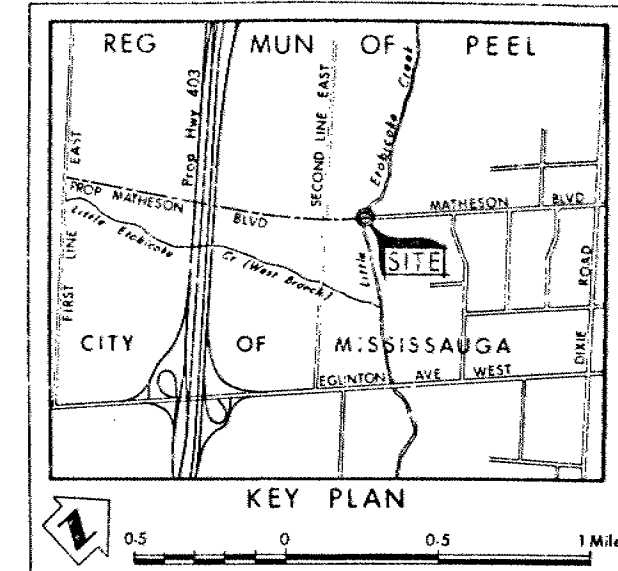 REG MUN OF PEEL
Prop Hwy 403
SECOND LINE EAST
Etobicoke Creek
FIRST LINE EAST
PROP MATHESON BLVD
MATHESON BLVD
Little Etobicoke Cr (West Branch)
Little
SITE
DIXIE ROAD
CITY OF MISSISSAUGA
EGLINTON AVE WEST
KEY PLAN
N
0.5 0 0.5 1 Mile